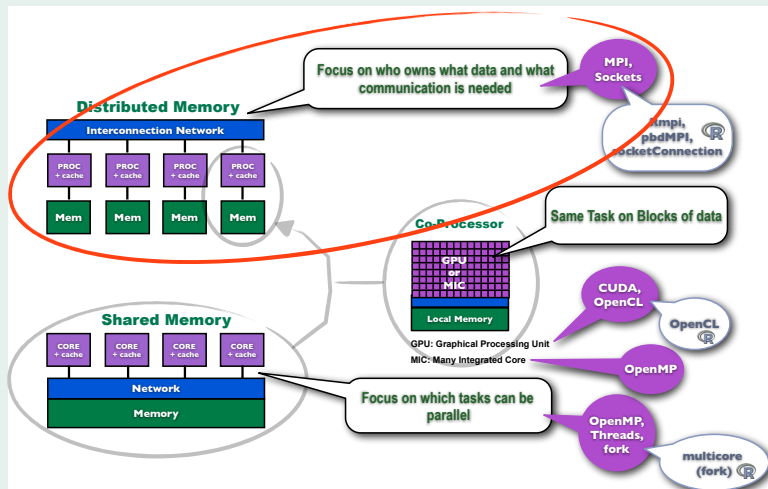 Focus on who owns what data and what
communication is needed
MPI,
Sockets
Distributed Memory
Interconnection Network
Rmpi,
pbdMPI,
socketConnection
R
PROC
+ cache
PROC
+ cache
PROC
+ cache
PROC
+ cache
Mem
Mem
Mem
Mem
Same Task on Blocks of data
Co-Processor
GPU
or
MIC
Local Memory
CUDA,
OpenCL
OpenCL
R
GPU: Graphical Processing Unit
MIC: Many Integrated Core
OpenMP
Shared Memory
CORE
+ cache
CORE
+ cache
CORE
+ cache
CORE
+ cache
Network
Memory
Focus on which tasks can be
parallel
OpenMP,
Threads,
fork
multicore
(fork)
R